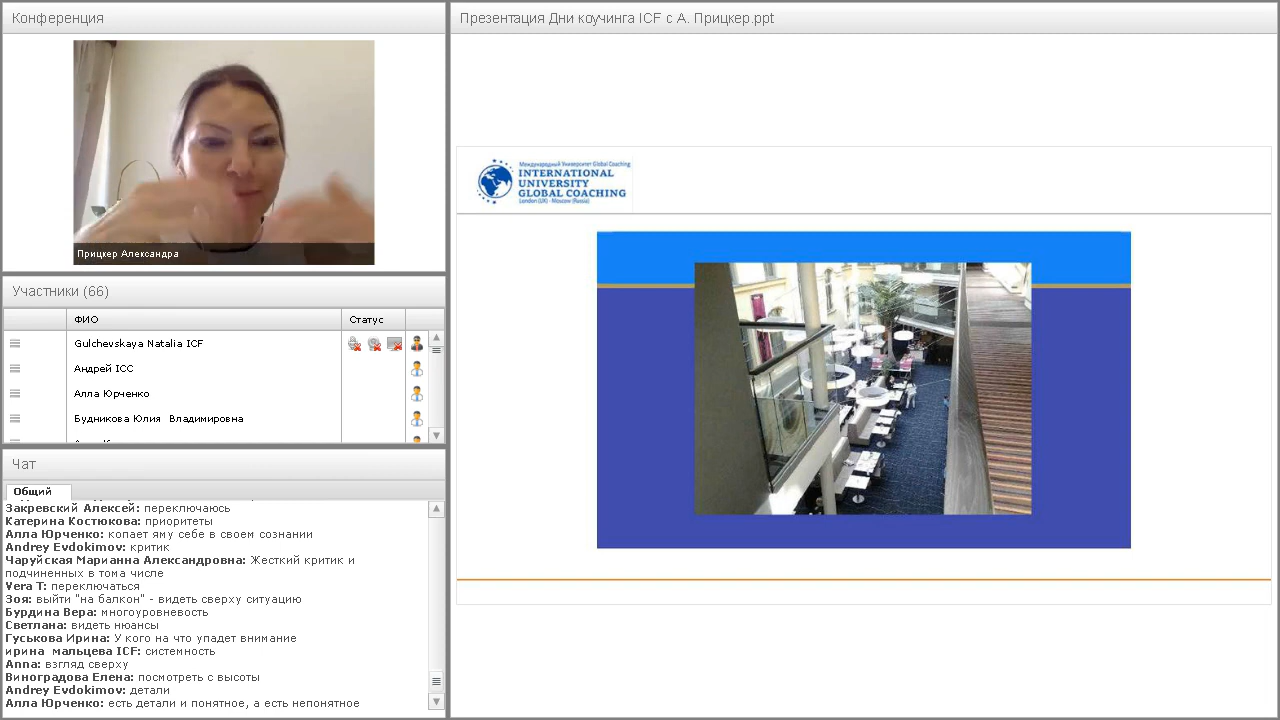 Конференция
Прицкер Александра
Участники (66)
ФИО
Статус
Gulchevskaya Natalia ICF
Андрей ICC
Алла Юрченко
Будникова Юлия Владимировна
Чат
Общий
Закревский Алексей: переключаюсь
Катерина Костюкова: приоритеты
Алла Юрченко: копает яму себе в своем сознании
Andrey Evdokimov: критик
Чаруйская Марианна Александровна: Жесткий критик и
подчиненных в тома числе
Vera T: переключаться
Зоя: выйти "на балкон" - видеть сверху ситуацию
Бурдина Вера: многоуровневость
Светлана: видеть нюансы
Гуськова Ирина: У кого на что упадет внимание
ирина мальцева ICF: системность
Anna: взгляд сверху
Виноградова Елена: посмотреть с высоты
Andrey Evdokimov: детали
Алла Юрченко: есть детали и понятное, а есть непонятное
Презентация Дни коучинга ICF с А. Прицкер.ppt
Международный Университет Global Coaching
INTERNATIONAL
UNIVERSITY
GLOBAL COACHING
London (UK) - Moscow (Russia)